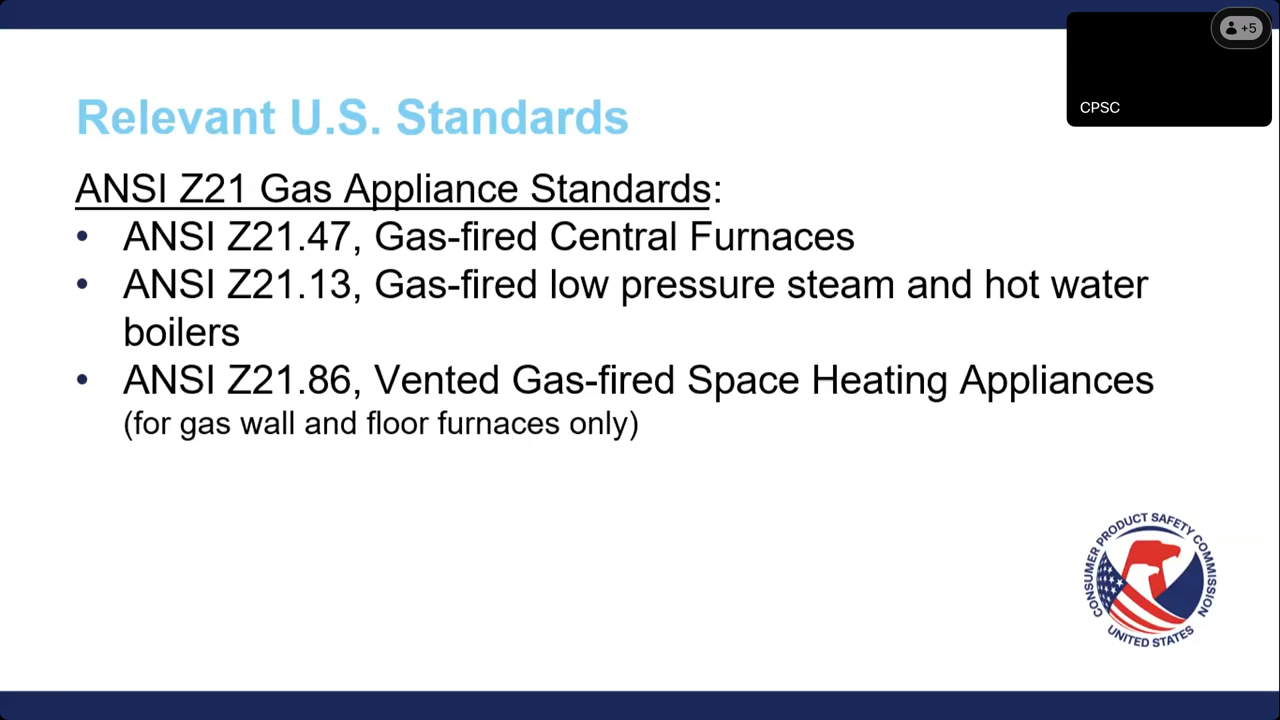 +5
CPSC
Relevant U.S. Standards
ANSI Z21 Gas Appliance Standards:
• ANSI Z21.47, Gas-fired Central Furnaces
• ANSI Z21.13, Gas-fired low pressure steam and hot water
boilers
• ANSI Z21.86, Vented Gas-fired Space Heating Appliances
(for gas wall and floor furnaces only)
CONSUMER PRODUCT SAFETY COMMISSION
UNITED STATES